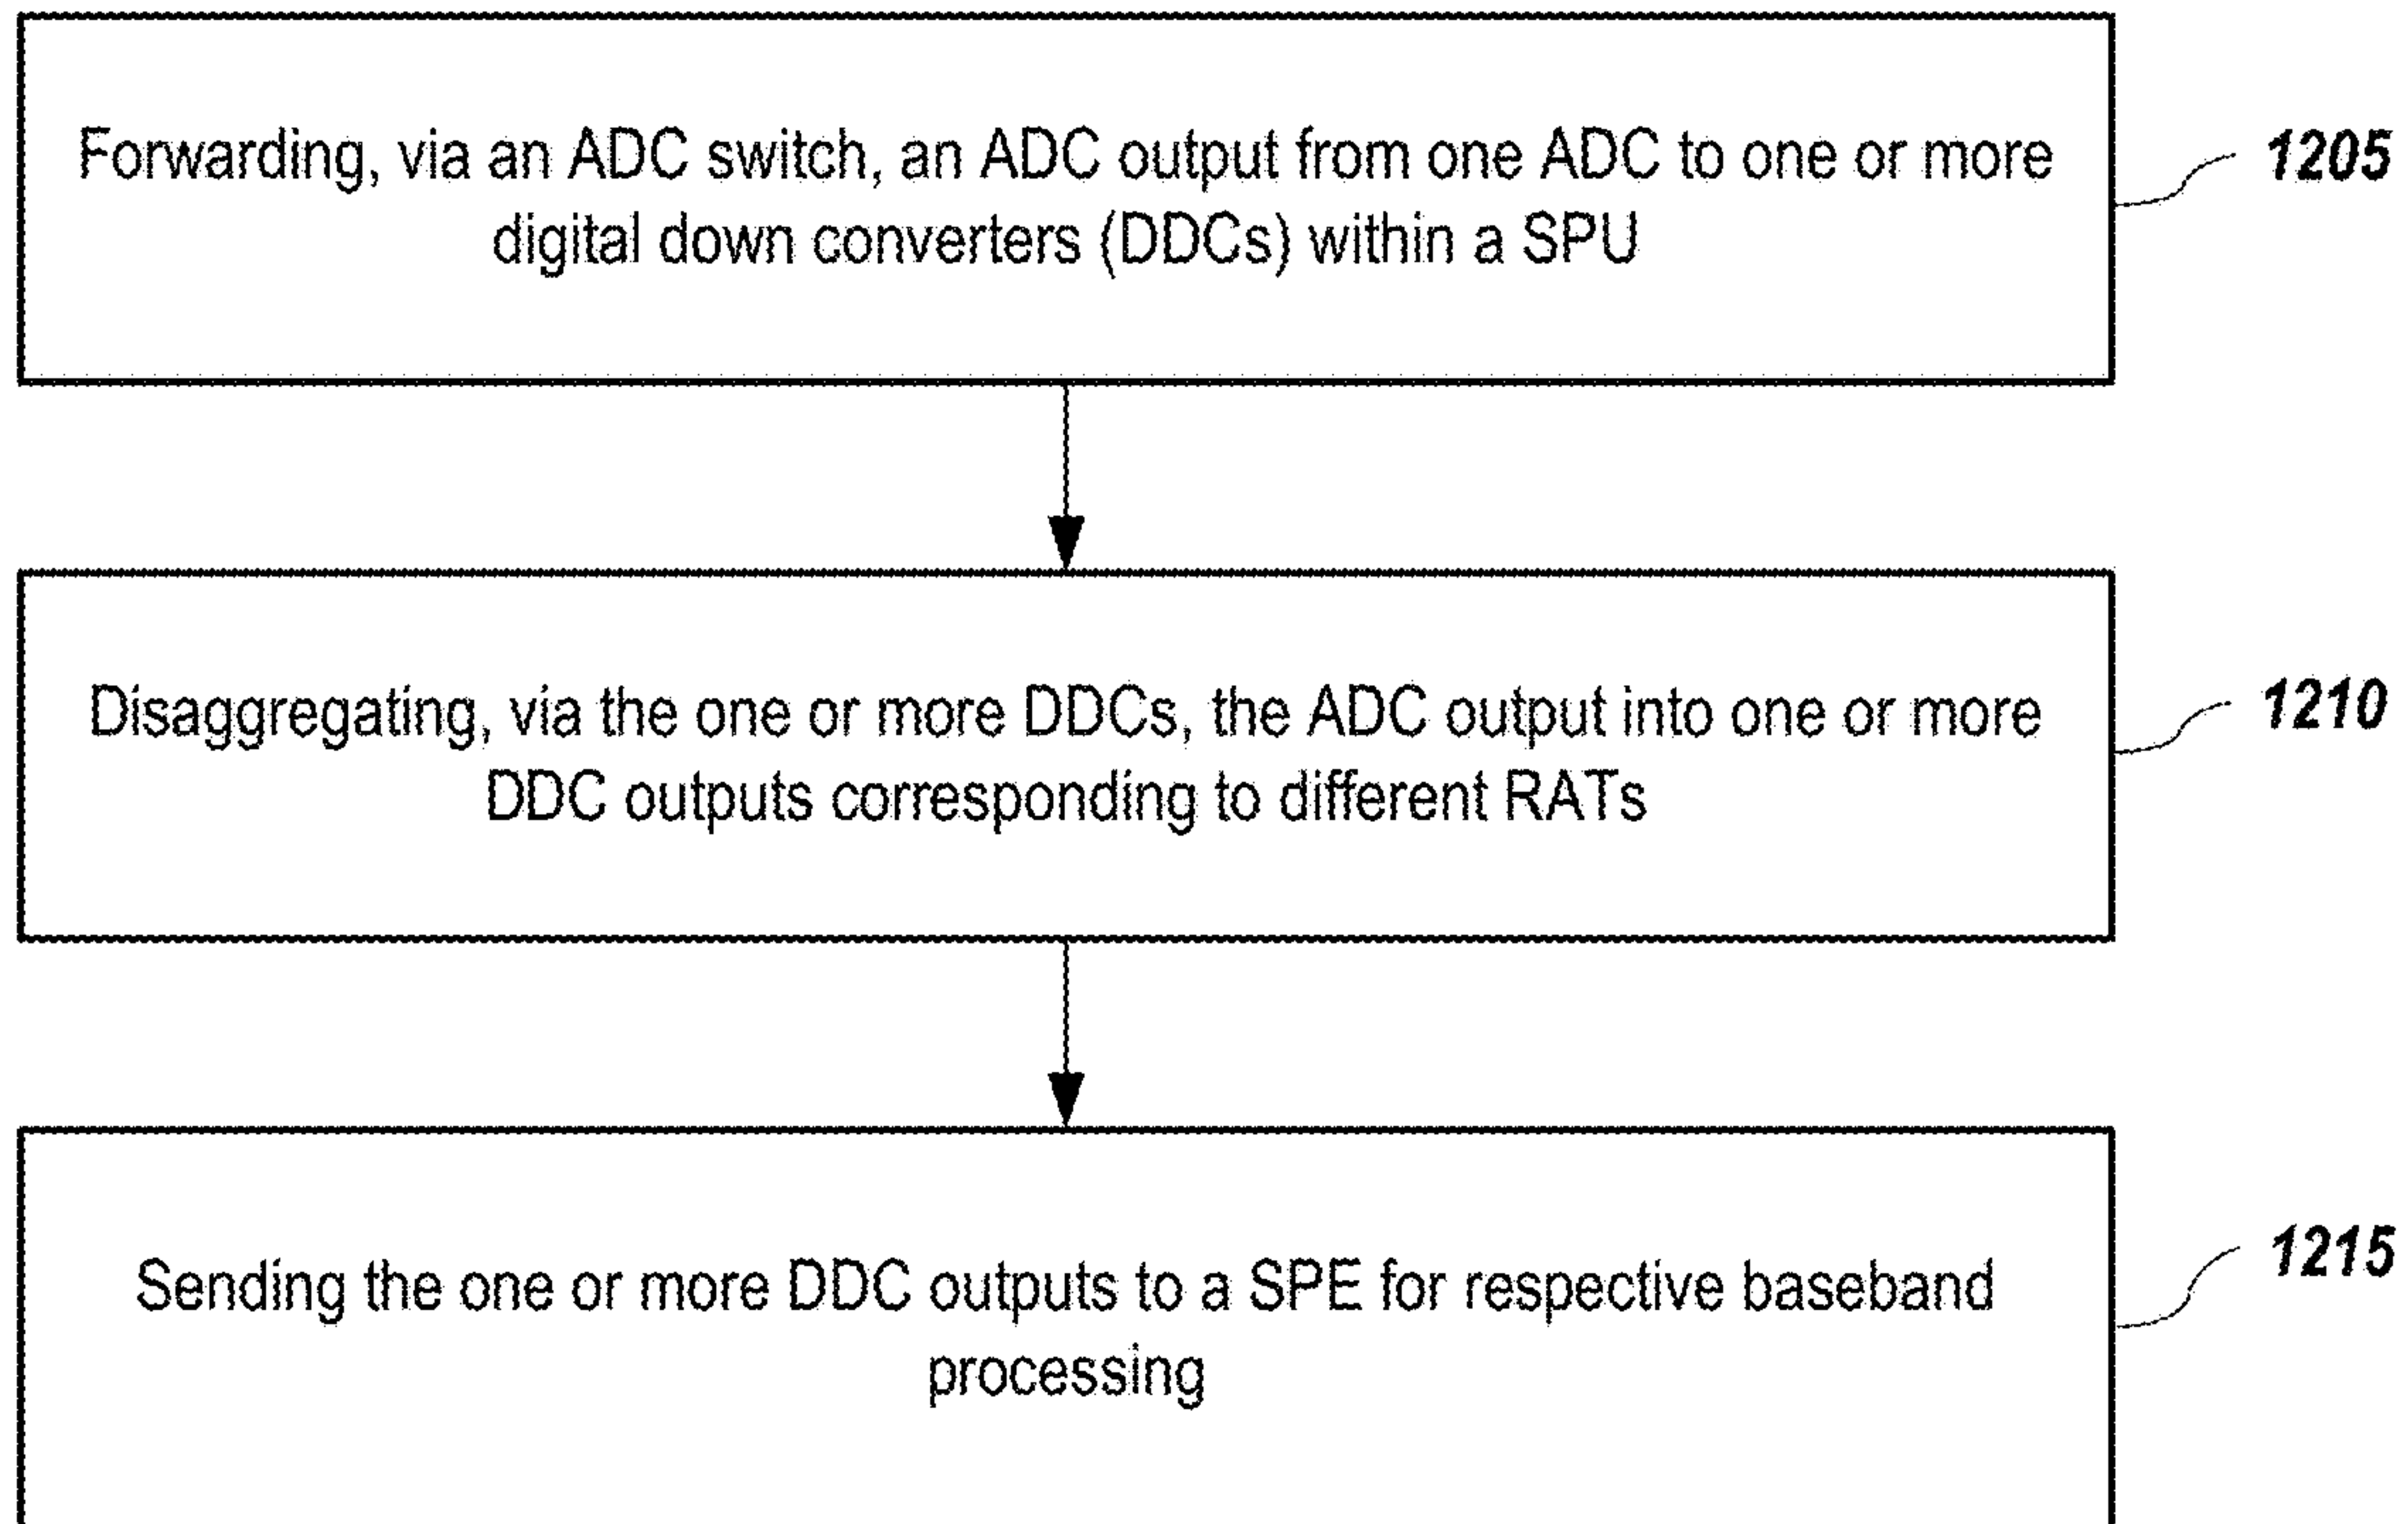 Forwarding, via an ADC switch, an ADC output from one ADC to one or more
digital down converters (DDCs) within a SPU
1205
Disaggregating, via the one or more DDCs, the ADC output into one or more
DDC outputs corresponding to different RATs
1210
Sending the one or more DDC outputs to a SPE for respective baseband
processing
1215